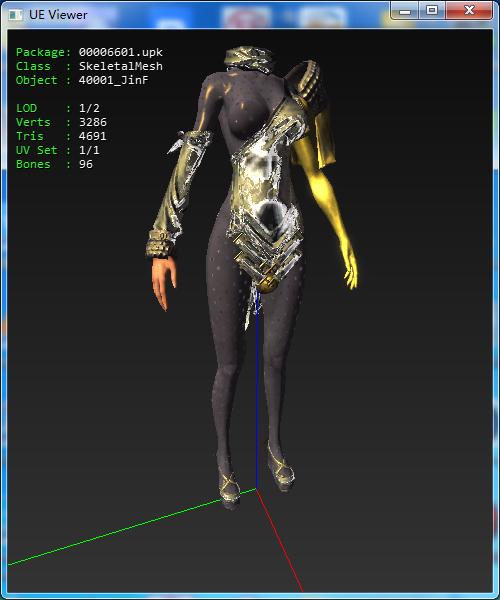 UE Viewer
Package: 00006601.upk
Class : SkeletalMesh
Object : 40001_JinF
LOD : 1/2
Verts : 3286
Tris : 4691
UV Set : 1/1
Bones : 96